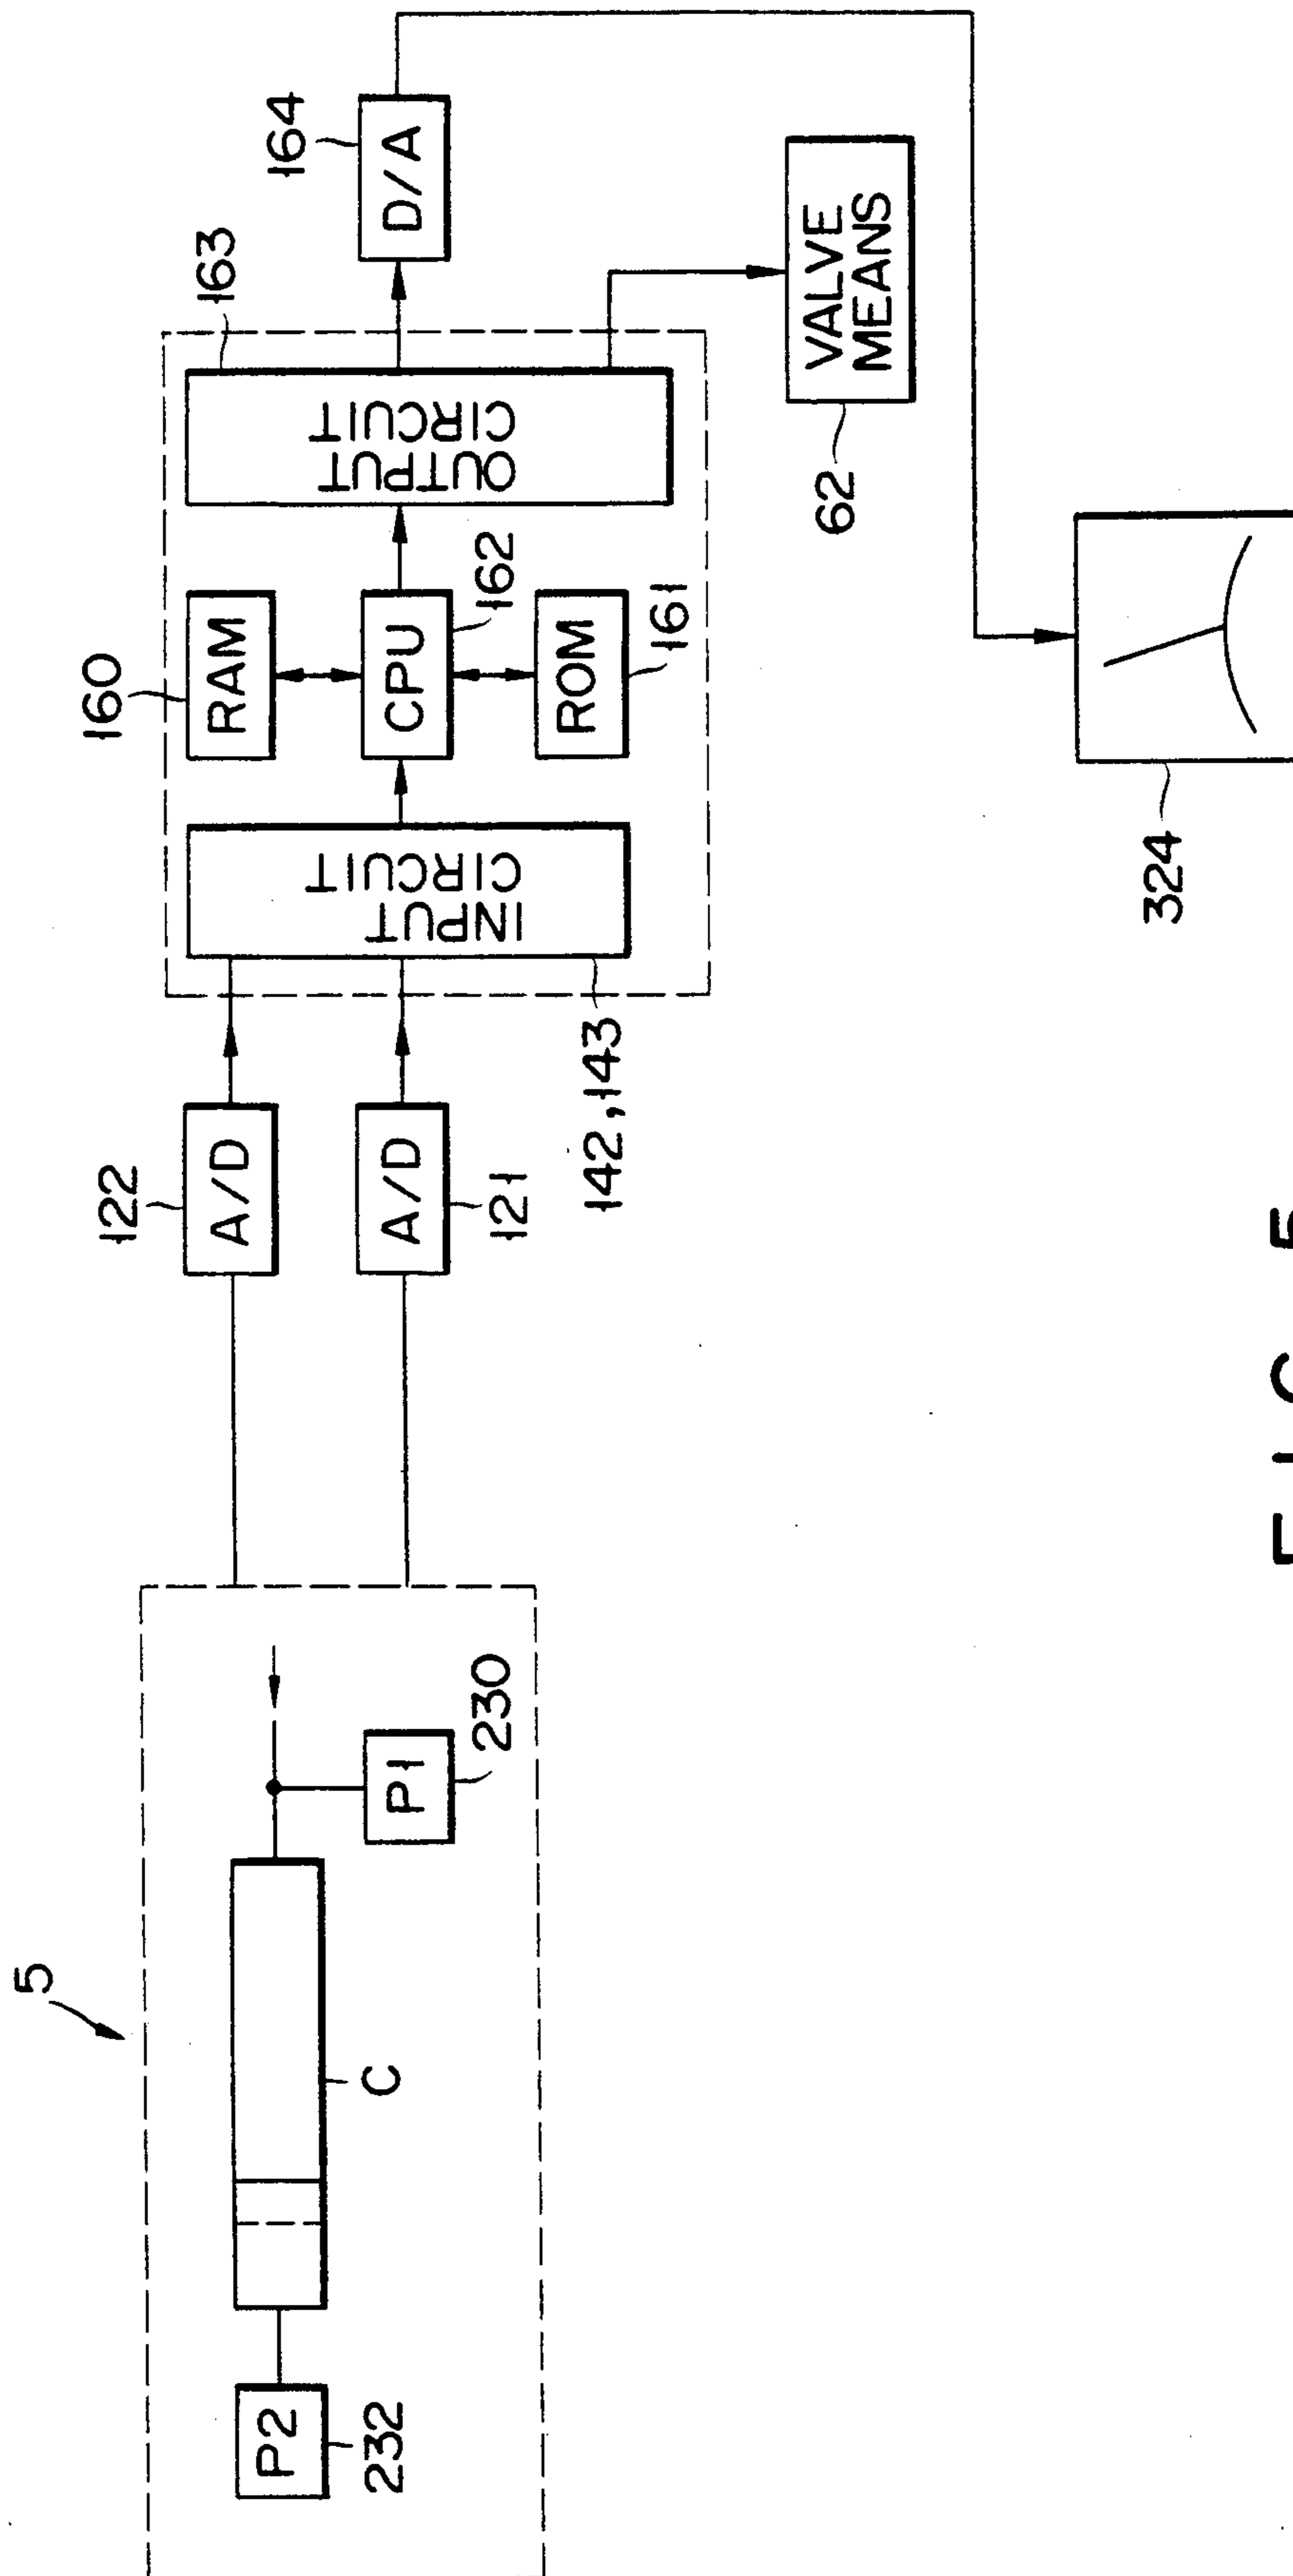 5
P2
232
C
P1
230
122
A/D
A/D
121
142,143
INPUT
CIRCUIT
160
RAM
CPU
162
ROM
161
OUTPUT
CIRCUIT
163
164
D/A
VALVE
MEANS
62
324